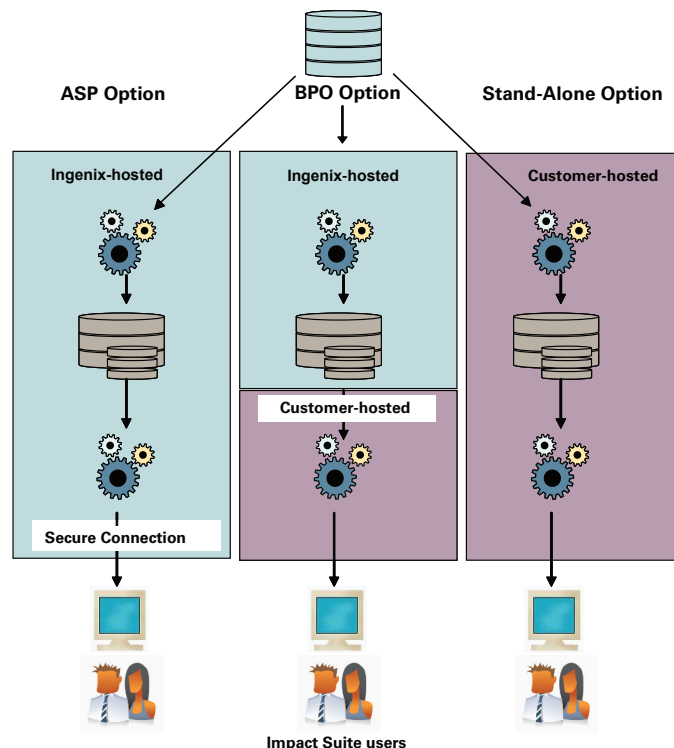 ASP Option
BPO Option
Stand-Alone Option
Ingenix-hosted
Ingenix-hosted
Customer-hosted
Customer-hosted
Secure Connection
Impact Suite users